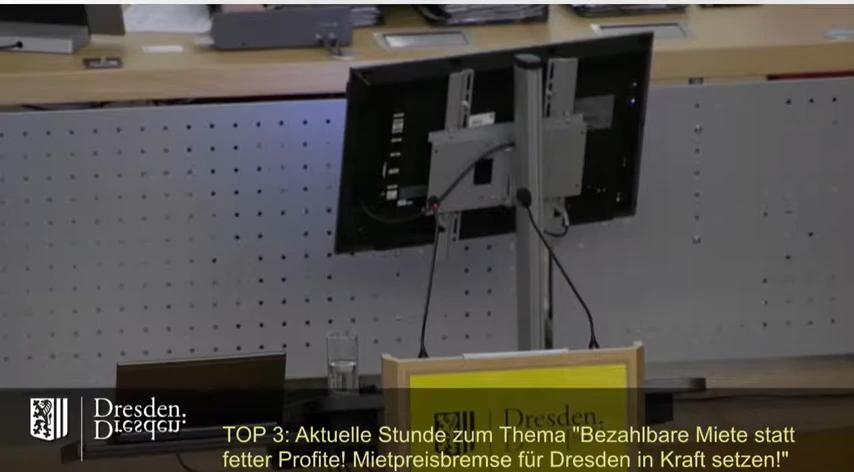 Dresden.
Dresden.
Dresden.
TOP 3: Aktuelle Stunde zum Thema "Bezahlbare Miete statt
fetter Profite! Mietpreisbremse für Dresden in Kraft setzen!"